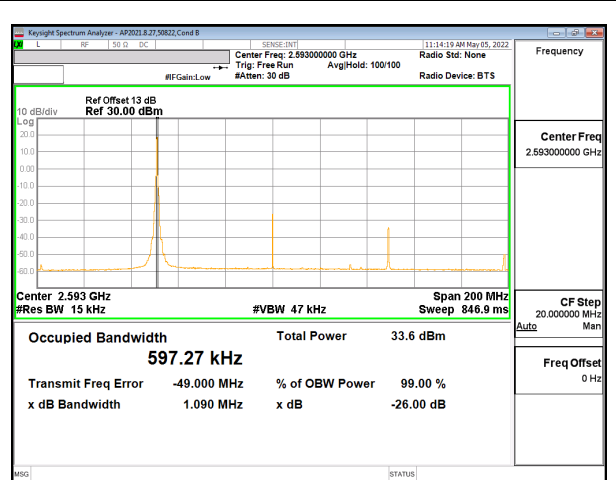 Keysight Spectrum Analyzer - AP2021.8.27,50822,Cond B
LXI L RF 50 Ω DC SENSE:INT 11:14:19 AM May 05, 2022
Center Freq: 2.593000000 GHz Radio Std: None
Trig: Free Run Avg|Hold: 100/100
#IFGain:Low #Atten: 30 dB Radio Device: BTS
Ref Offset 13 dB
10 dB/div Ref 30.00 dBm
Log
20.0
10.0
0.00
-10.0
-20.0
-30.0
-40.0
-50.0
-60.0
Center 2.593 GHz Span 200 MHz
#Res BW 15 kHz #VBW 47 kHz Sweep 846.9 ms
Occupied Bandwidth Total Power 33.6 dBm
597.27 kHz
Transmit Freq Error -49.000 MHz % of OBW Power 99.00 %
x dB Bandwidth 1.090 MHz x dB -26.00 dB
MSG STATUS
Frequency
Center Freq
2.593000000 GHz
CF Step
20.000000 MHz
Auto Man
Freq Offset
0 Hz